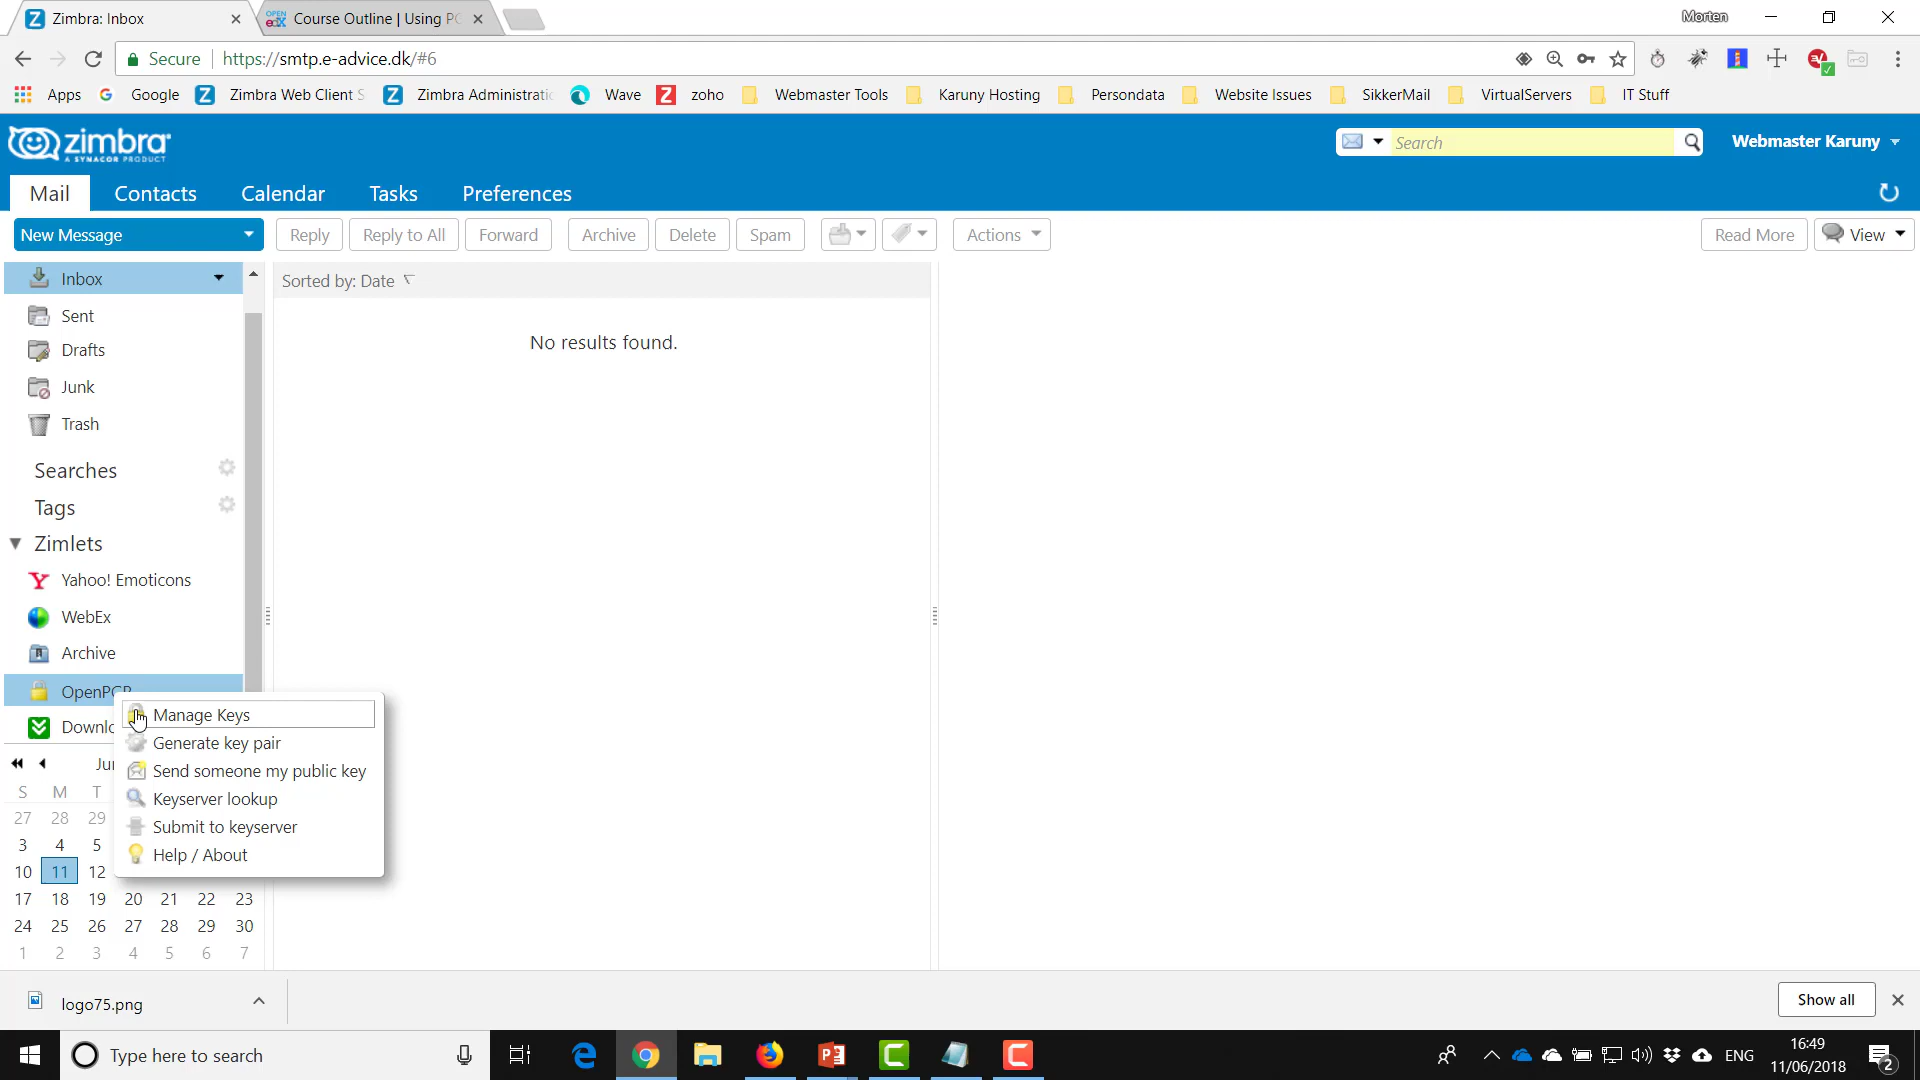 Zimbra: Inbox
Course Outline | Using PG
Morten
Secure
https://smtp.e-advice.dk/#6
Apps
Google
Zimbra Web Client S
Zimbra Administratio
Wave
zoho
Webmaster Tools
Karuny Hosting
Persondata
Website Issues
SikkerMail
VirtualServers
IT Stuff
zimbra
A SYNACOR PRODUCT
Search
Webmaster Karuny
Mail
Contacts
Calendar
Tasks
Preferences
New Message
Reply
Reply to All
Forward
Archive
Delete
Spam
Actions
Read More
View
Inbox
Sorted by: Date
Sent
No results found.
Drafts
Junk
Trash
Searches
Tags
Zimlets
Yahoo! Emoticons
WebEx
Archive
OpenPGP
Manage Keys
Downlo
Generate key pair
Send someone my public key
Keyserver lookup
Submit to keyserver
Help / About
Jun
S M T
27 28 29
3 4 5
10 11 12
17 18 19 20 21 22 23
24 25 26 27 28 29 30
1 2 3 4 5 6 7
logo75.png
Show all
Type here to search
ENG
16:49
11/06/2018
2